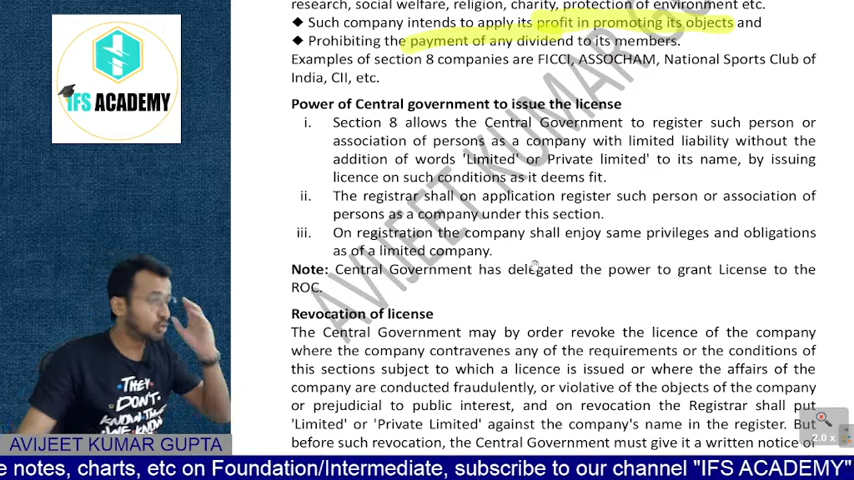 research, social welfare, religion, charity, protection of environment etc.
❖ Such company intends to apply its profit in promoting its objects and
❖ Prohibiting the payment of any dividend to its members.
Examples of section 8 companies are FICCI, ASSOCHAM, National Sports Club of
India, CII, etc.
Power of Central government to issue the license
i. Section 8 allows the Central Government to register such person or
association of persons as a company with limited liability without the
addition of words 'Limited' or Private limited' to its name, by issuing
licence on such conditions as it deems fit.
ii. The registrar shall on application register such person or association of
persons as a company under this section.
iii. On registration the company shall enjoy same privileges and obligations
as of a limited company.
Note: Central Government has delegated the power to grant License to the
ROC.
Revocation of license
The Central Government may by order revoke the licence of the company
where the company contravenes any of the requirements or the conditions of
this sections subject to which a licence is issued or where the affairs of the
company are conducted fraudulently, or violative of the objects of the company
or prejudicial to public interest, and on revocation the Registrar shall put
'Limited' or 'Private Limited' against the company's name in the register. But
before such revocation, the Central Government must give it a written notice of
AVIJEET KUMAR GU
IFS ACADEMY
THEY
DON'T
KNOW THAT
WE KNOW
2.0 x
AVIJEET KUMAR GUPTA
e notes, charts, etc on Foundation/Intermediate, subscribe to our channel "IFS ACADEMY"